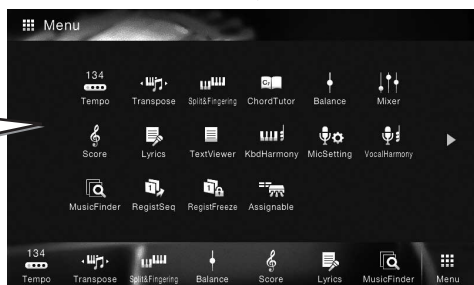 Menu
134
Tempo Transpose Split&Fingering ChordTutor Balance Mixer
Score Lyrics TextViewer KbdHarmony MicSetting VocalHarmony
MusicFinder RegistSeq RegistFreeze Assignable
134
Tempo Transpose Split&Fingering Balance Score Lyrics MusicFinder Menu